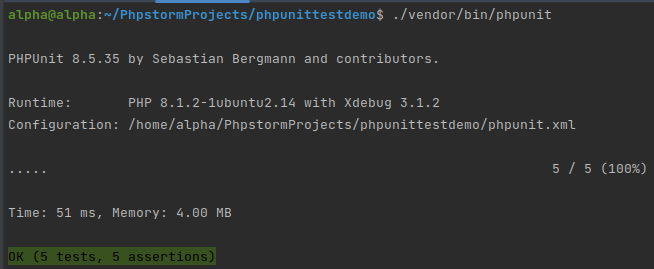 alpha@alpha:~/PhpstormProjects/phpunittestdemo$ ./vendor/bin/phpunit
PHPUnit 8.5.35 by Sebastian Bergmann and contributors.
Runtime:       PHP 8.1.2-1ubuntu2.14 with Xdebug 3.1.2
Configuration: /home/alpha/PhpstormProjects/phpunittestdemo/phpunit.xml
.....                                                               5 / 5 (100%)
Time: 51 ms, Memory: 4.00 MB
OK (5 tests, 5 assertions)